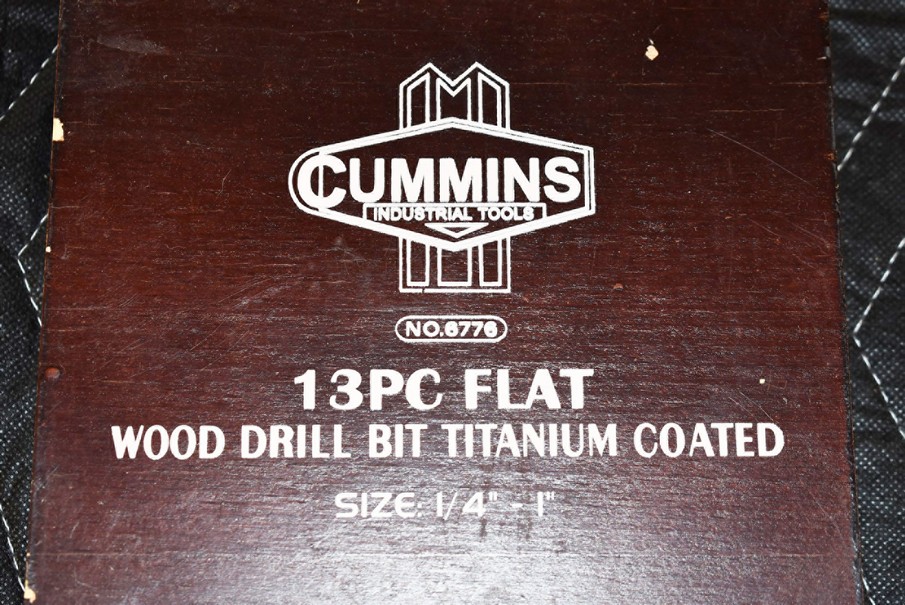 CUMMINS
INDUSTRIAL TOOLS
NO.6776
13PC FLAT
WOOD DRILL BIT TITANIUM COATED
SIZE: 1/4" - 1"